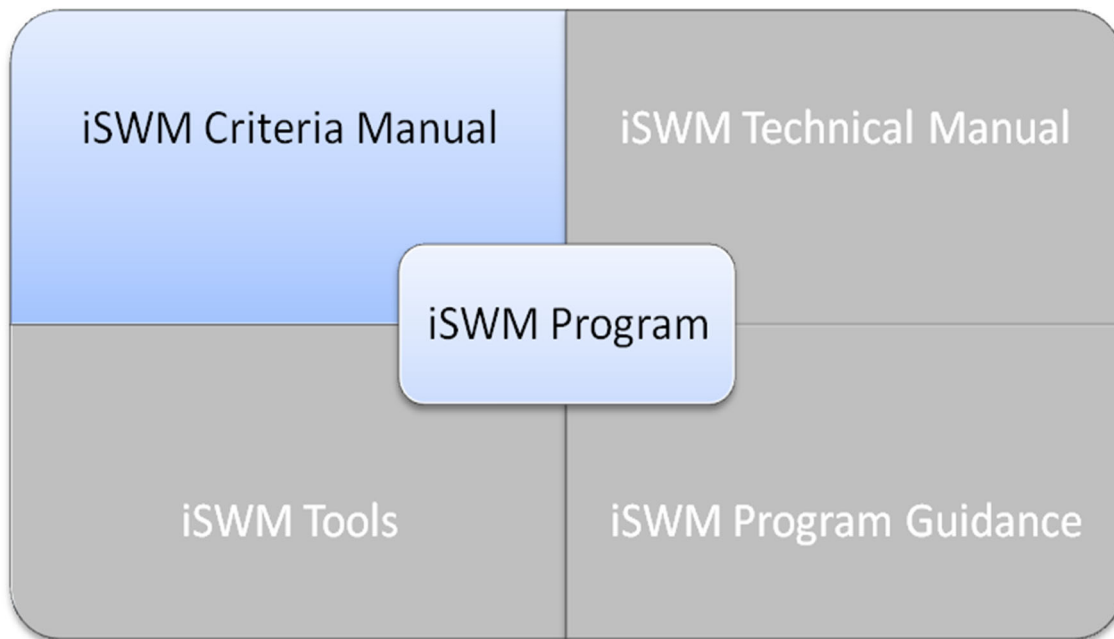 iSWM Criteria Manual
iSWM Technical Manual
iSWM Program
iSWM Tools
iSWM Program Guidance